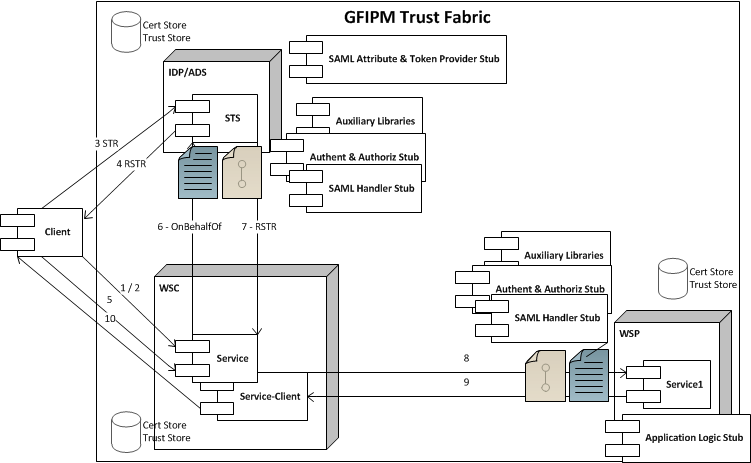 GFIPM Trust Fabric
Cert Store
Trust Store
SAML Attribute & Token Provider Stub
IDP/ADS
STS
Auxiliary Libraries
Authent & Authoriz Stub
SAML Handler Stub
3 STR
4 RSTR
Client
6 - OnBehalfOf
7 - RSTR
Auxiliary Libraries
Authent & Authoriz Stub
SAML Handler Stub
Cert Store
Trust Store
1 / 2
5
10
WSC
Service
Service-Client
8
9
WSP
Service1
Application Logic Stub
Cert Store
Trust Store